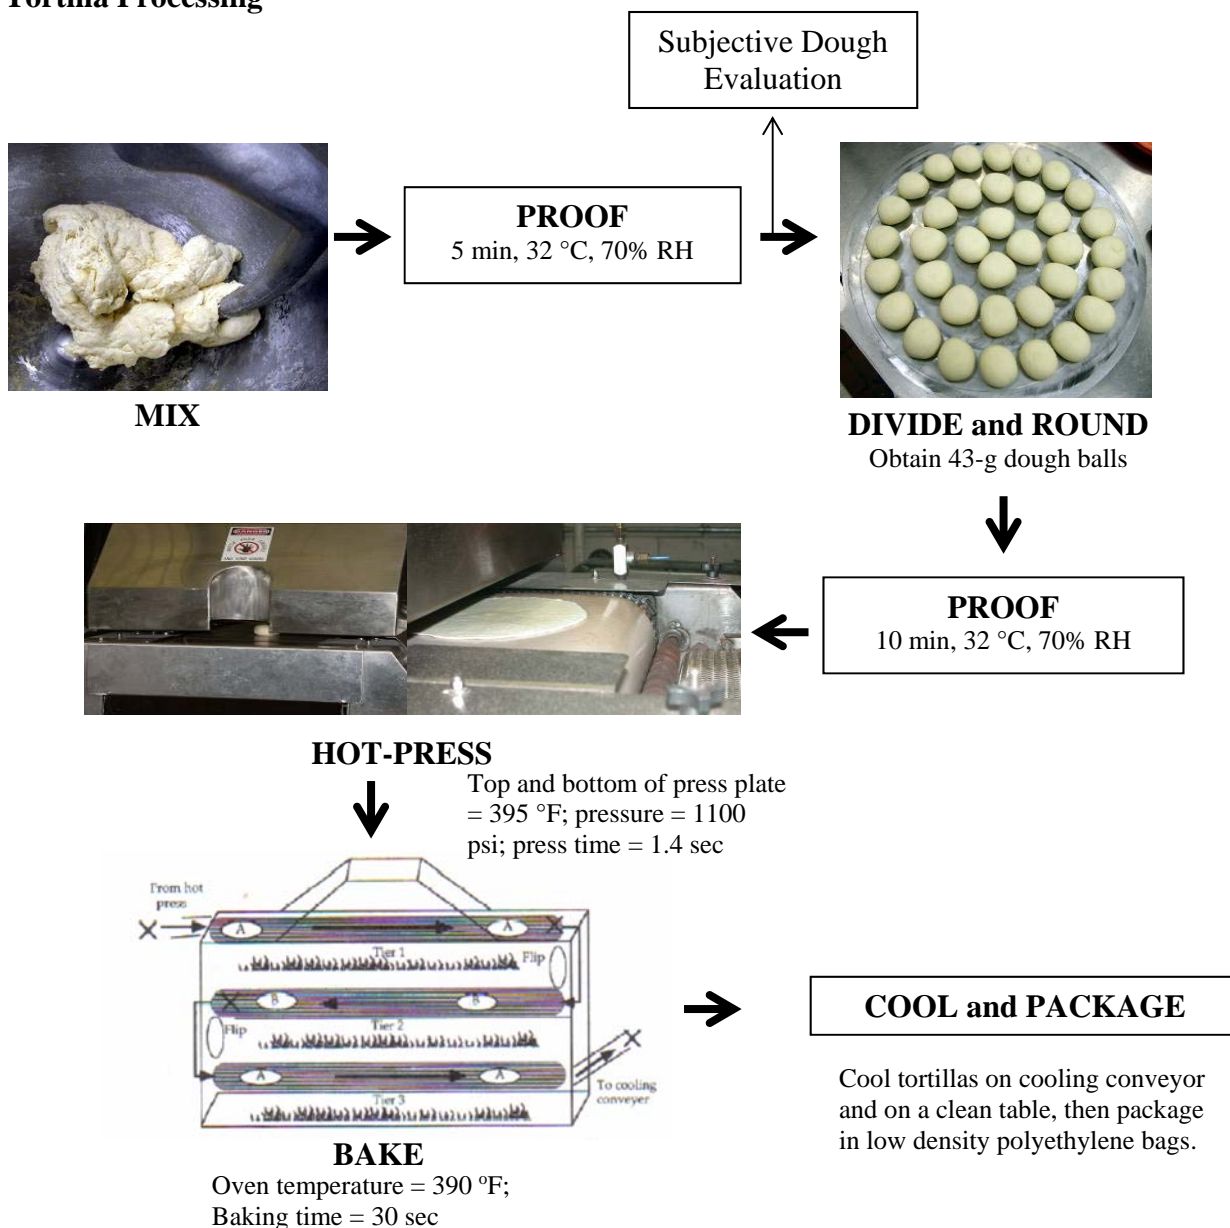 Tortilla Processing
Subjective Dough
Evaluation
PROOF
5 min, 32 °C, 70% RH
MIX
DIVIDE and ROUND
Obtain 43-g dough balls
PROOF
10 min, 32 °C, 70% RH
DANGER
HOT-PRESS
Top and bottom of press plate
= 395 °F; pressure = 1100
psi; press time = 1.4 sec
From hot
press
A
A
Tier 1
Flip
B
B
Flip
Tier 2
A
A
Tier 3
To cooling
conveyer
BAKE
Oven temperature = 390 °F;
Baking time = 30 sec
COOL and PACKAGE
Cool tortillas on cooling conveyor
and on a clean table, then package
in low density polyethylene bags.